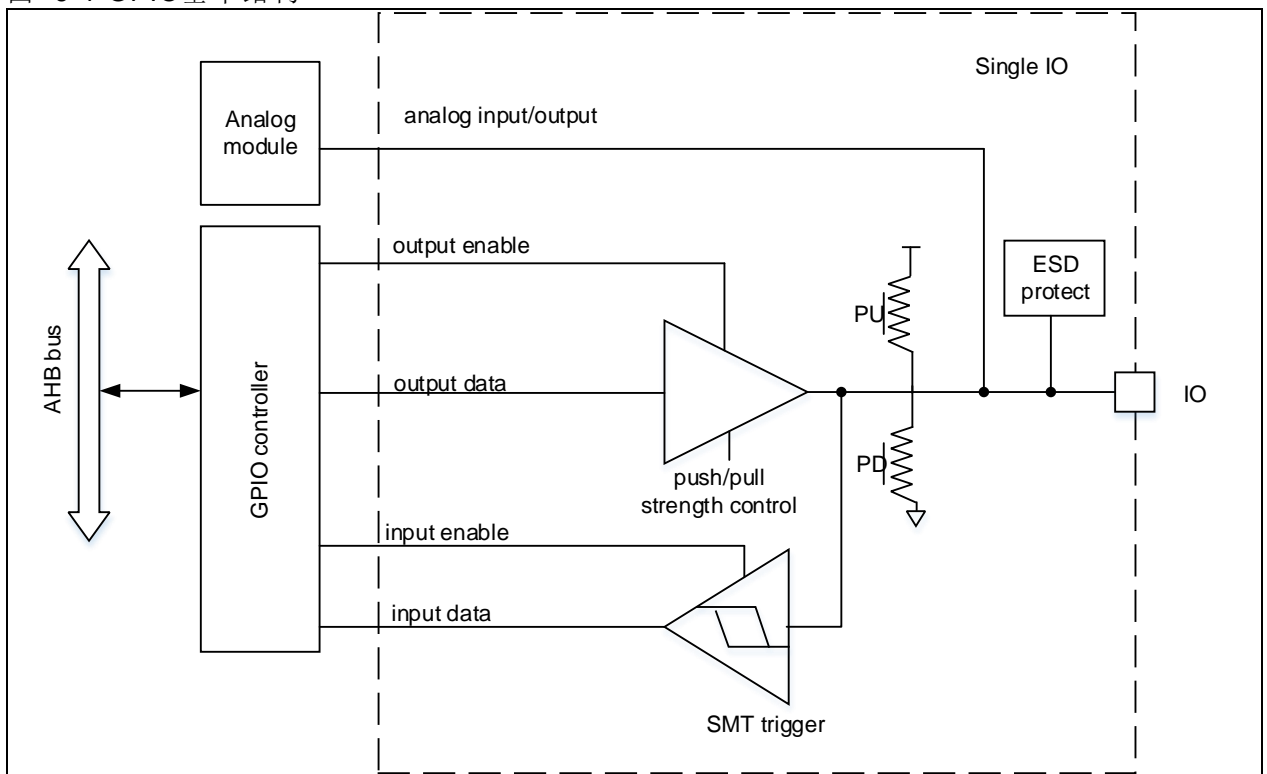 Single IO
Analog
module
analog input/output
output enable
ESD
protect
PU
AHB bus
GPIO controller
output data
IO
PD
push/pull
strength control
input enable
input data
SMT trigger